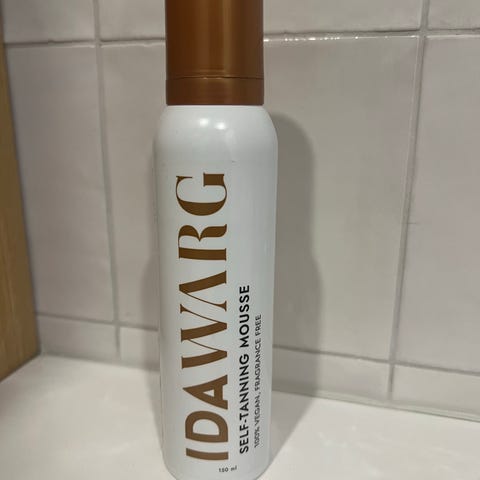 IDA WARG
SELF-TANNING MOUSSE
100% VEGAN, FRAGRANCE FREE
150 ml